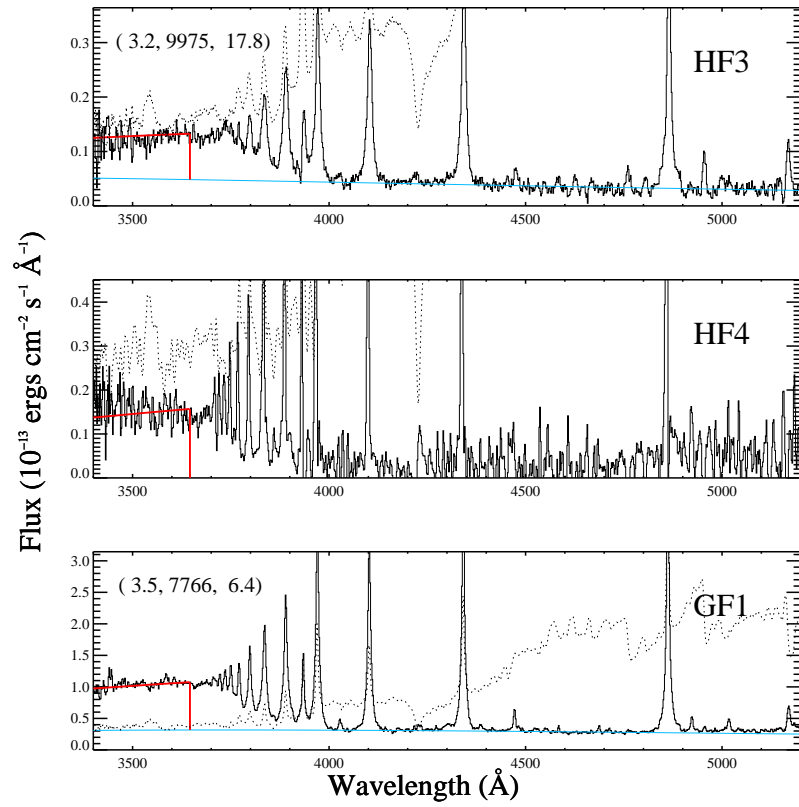 ( 3.2, 9975, 17.8)
HF3
0.3
0.2
0.1
0.0
3500 4000 4500 5000
HF4
0.4
0.3
0.2
0.1
0.0
3500 4000 4500 5000
( 3.5, 7766, 6.4)
GF1
3.0
2.5
2.0
1.5
1.0
0.5
0.0
3500 4000 4500 5000
Flux (10⁻¹³ ergs cm⁻² s⁻¹ Å⁻¹)
Wavelength (Å)